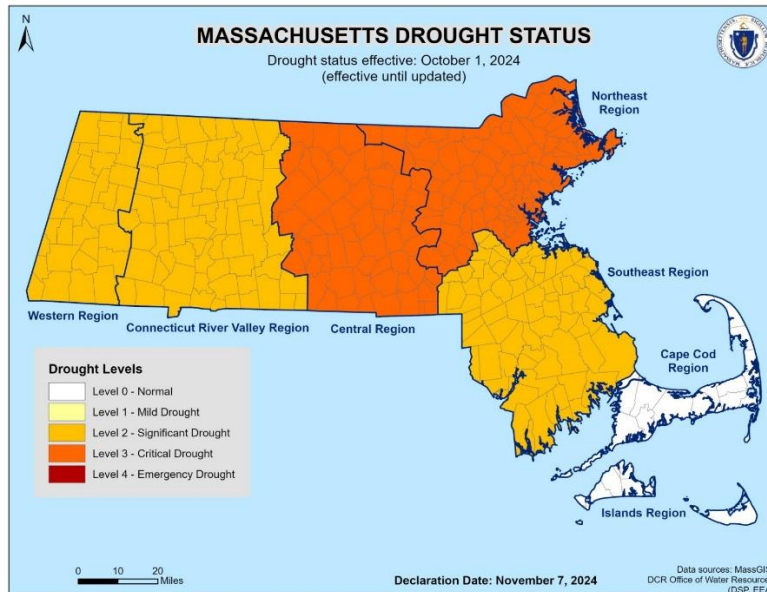 N
MASSACHUSETTS DROUGHT STATUS
Drought status effective: October 1, 2024
(effective until updated)
Northeast
Region
Southeast Region
Cape Cod
Region
Western Region
Connecticut River Valley Region
Central Region
Islands Region
Drought Levels
Level 0 - Normal
Level 1 - Mild Drought
Level 2 - Significant Drought
Level 3 - Critical Drought
Level 4 - Emergency Drought
0 10 20
Miles
Declaration Date: November 7, 2024
Data sources: MassGIS
DCR Office of Water Resource
(DSP, EEA